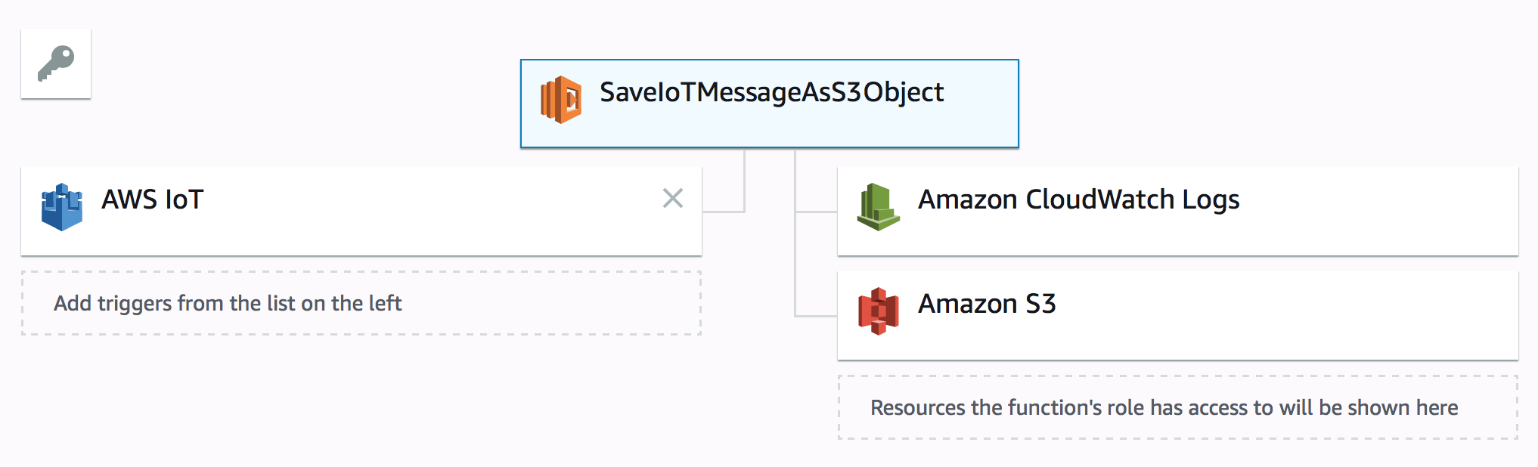 SaveIoTMessageAsS3Object
AWS IoT
Amazon CloudWatch Logs
Add triggers from the list on the left
Amazon S3
Resources the function's role has access to will be shown here